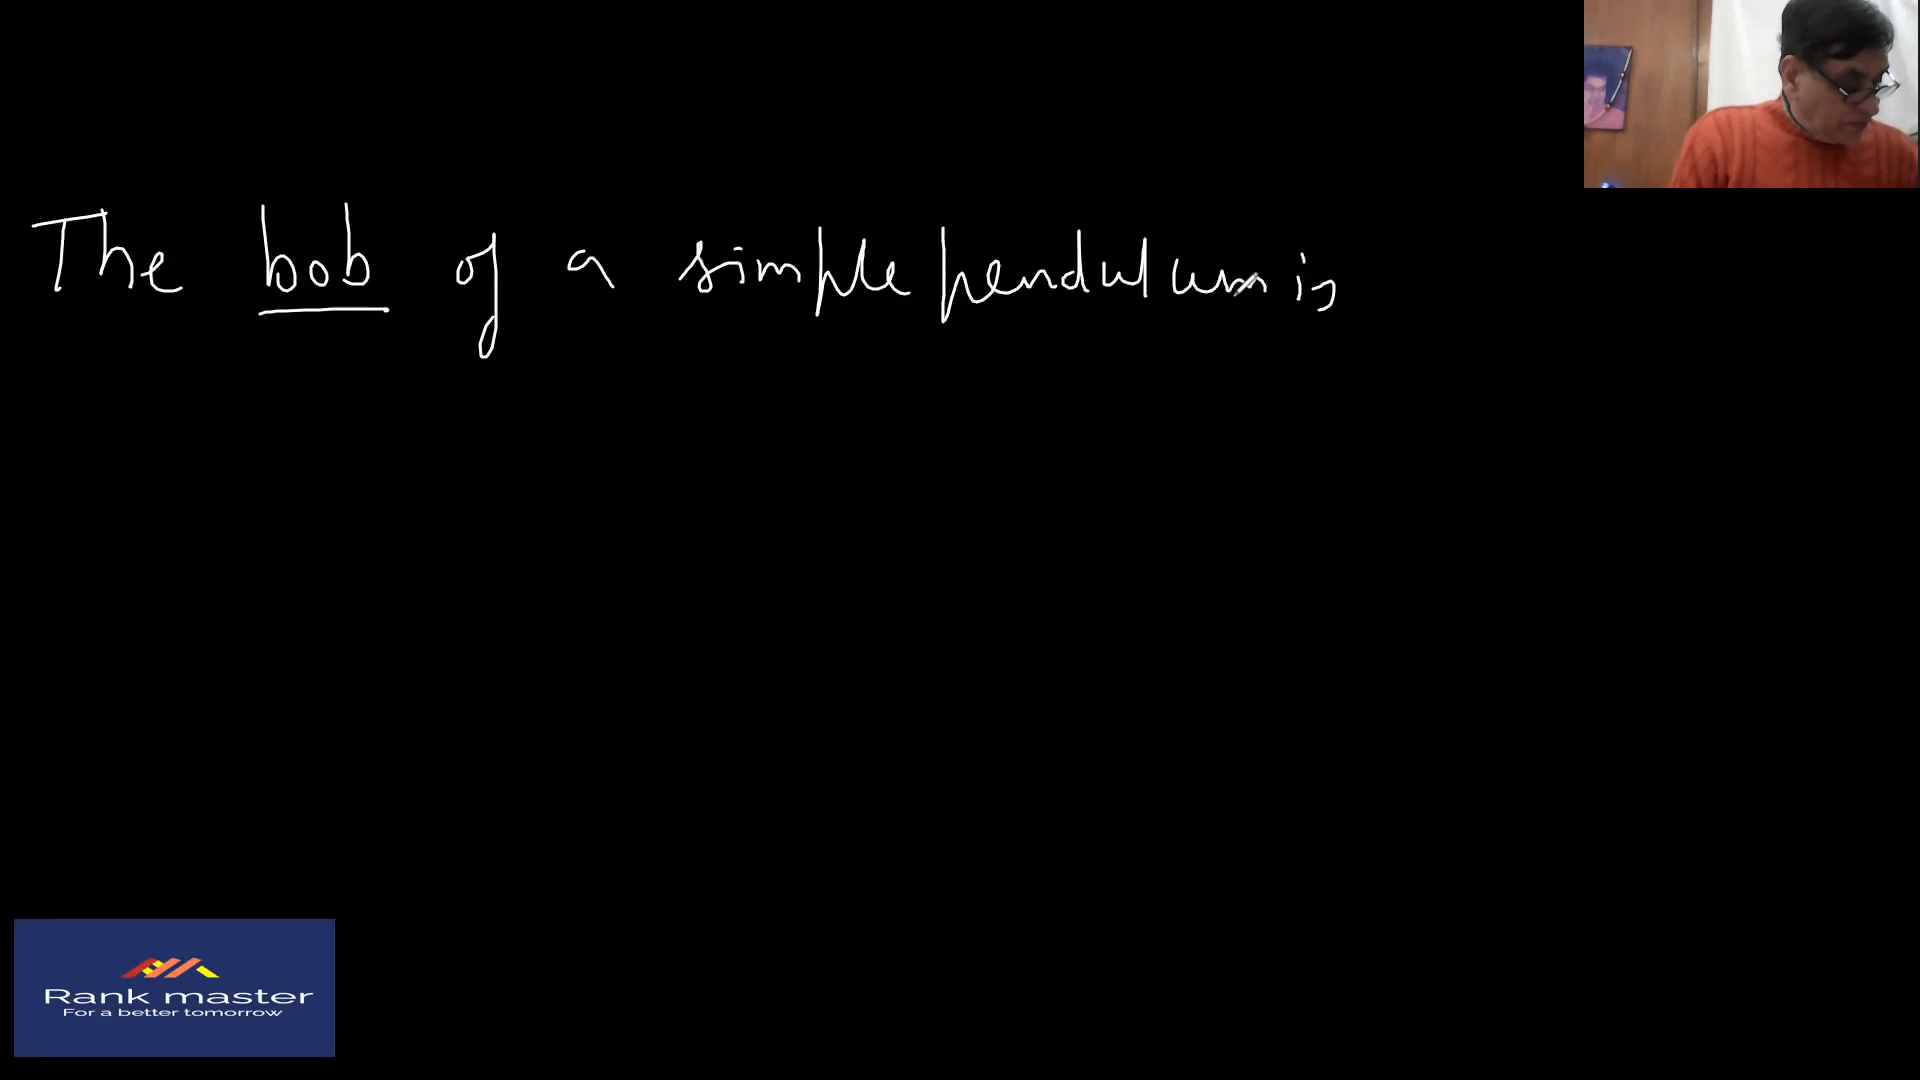 The bob of a simple pendulum is
Rank master
For a better tomorrow